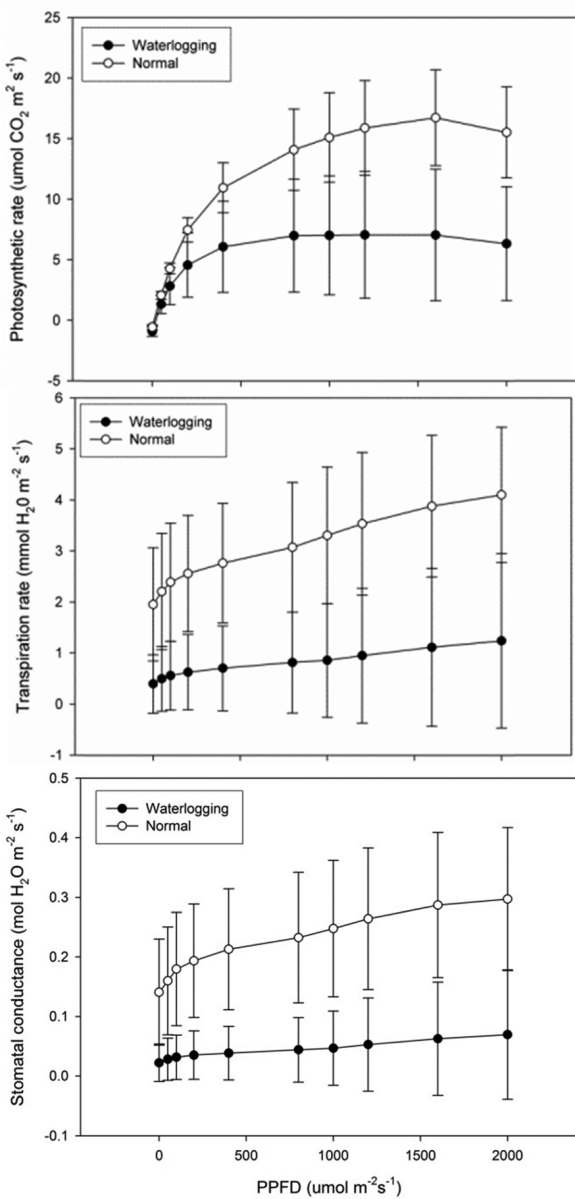 Photosynthetic rate (umol CO₂ m² s⁻¹)
25
20
15
10
5
0
-5
Waterlogging
Normal
Transpiration rate (mmol H₂0 m⁻² s⁻¹)
6
5
4
3
2
1
0
-1
Waterlogging
Normal
Stomatal conductance (mol H₂O m⁻² s⁻¹)
0.5
0.4
0.3
0.2
0.1
0.0
-0.1
Waterlogging
Normal
0 500 1000 1500 2000
PPFD (umol m⁻²s⁻¹)